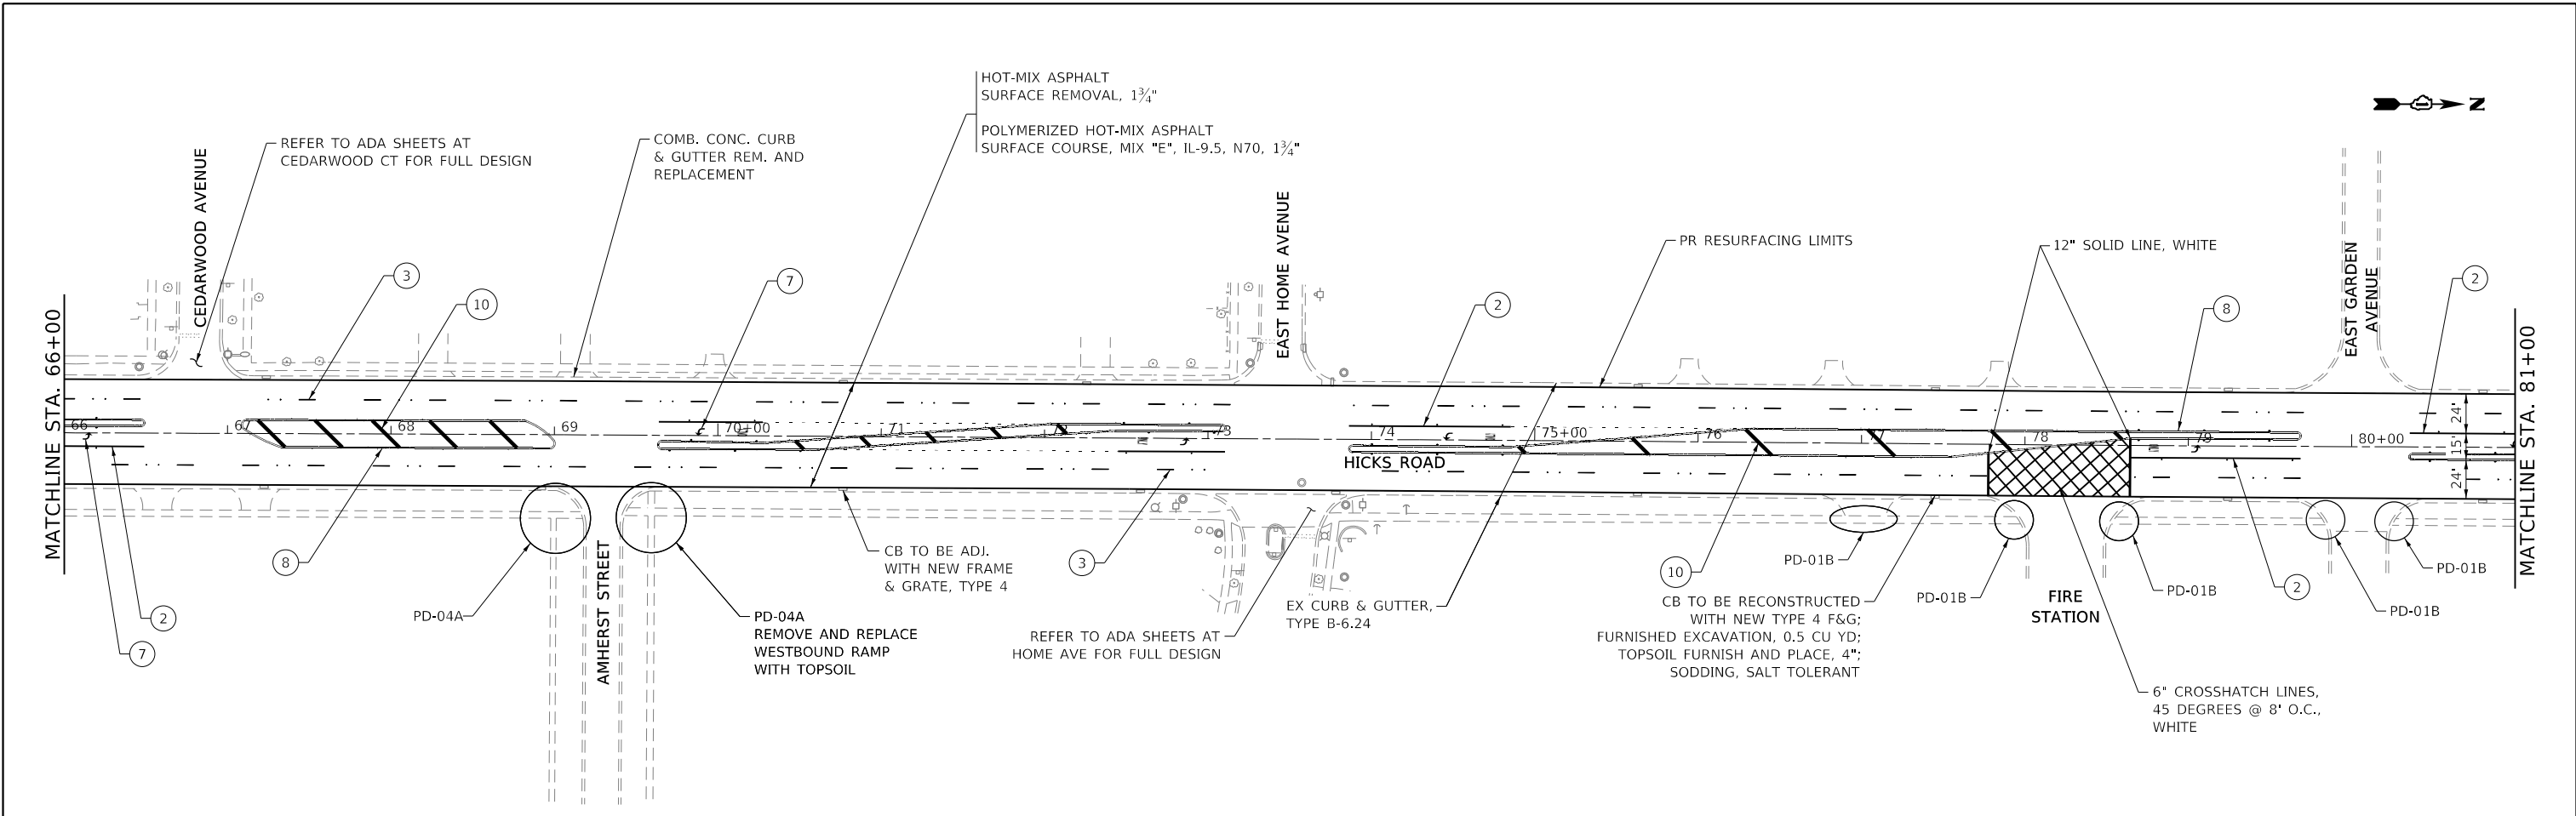 HOT-MIX ASPHALT
SURFACE REMOVAL, 1¾"
POLYMERIZED HOT-MIX ASPHALT
SURFACE COURSE, MIX "E", IL-9.5, N70, 1¾"
N
REFER TO ADA SHEETS AT
CEDARWOOD CT FOR FULL DESIGN
COMB. CONC. CURB
& GUTTER REM. AND
REPLACEMENT
CEDARWOOD AVENUE
EAST HOME AVENUE
PR RESURFACING LIMITS
12" SOLID LINE, WHITE
EAST GARDEN
AVENUE
3
10
7
2
8
2
MATCHLINE STA. 66+00
MATCHLINE STA. 81+00
66
67
68
69
70+00
71
72
73
74
75+00
76
77
78
79
80+00
24'
15'
24'
HICKS ROAD
8
2
7
PD-04A
AMHERST STREET
PD-04A
REMOVE AND REPLACE
WESTBOUND RAMP
WITH TOPSOIL
CB TO BE ADJ.
WITH NEW FRAME
& GRATE, TYPE 4
3
REFER TO ADA SHEETS AT
HOME AVE FOR FULL DESIGN
EX CURB & GUTTER,
TYPE B-6.24
10
CB TO BE RECONSTRUCTED
WITH NEW TYPE 4 F&G;
FURNISHED EXCAVATION, 0.5 CU YD;
TOPSOIL FURNISH AND PLACE, 4";
SODDING, SALT TOLERANT
PD-01B
PD-01B
FIRE
STATION
PD-01B
2
PD-01B
PD-01B
6" CROSSHATCH LINES,
45 DEGREES @ 8' O.C.,
WHITE